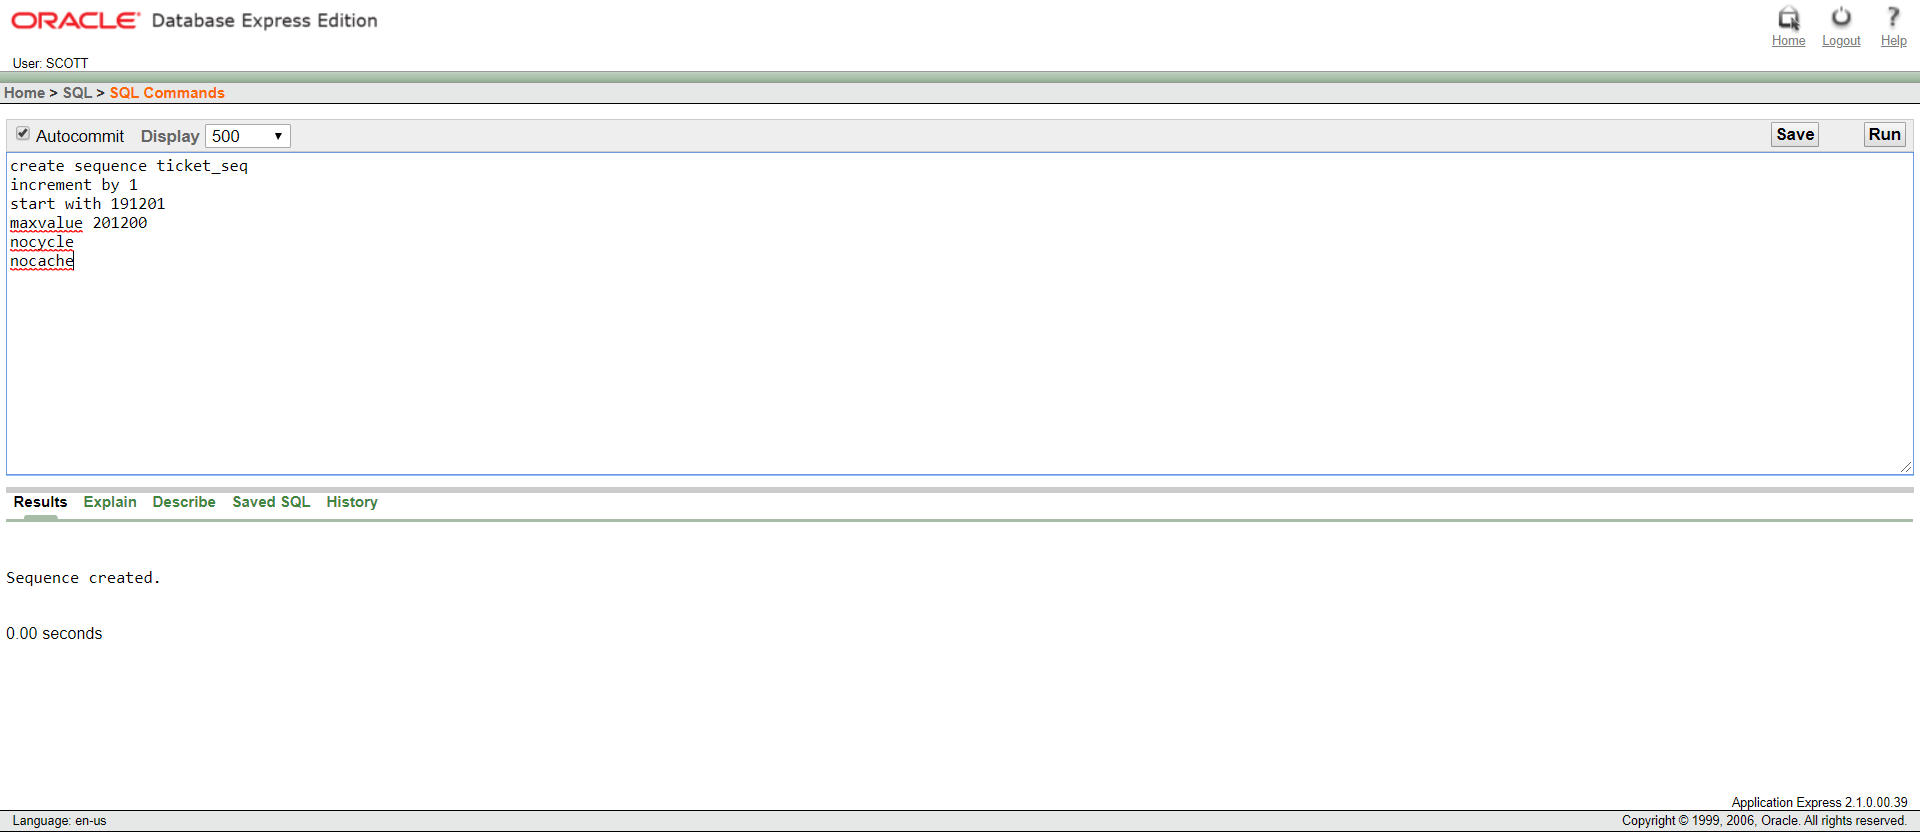 ORACLE Database Express Edition
Home Logout Help
User: SCOTT
Home > SQL > SQL Commands
Autocommit Display 500 Save Run
create sequence ticket_seq
increment by 1
start with 191201
maxvalue 201200
nocycle
nocache
Results Explain Describe Saved SQL History
Sequence created.
0.00 seconds
Application Express 2.1.0.00.39
Language: en-us Copyright © 1999, 2006, Oracle. All rights reserved.